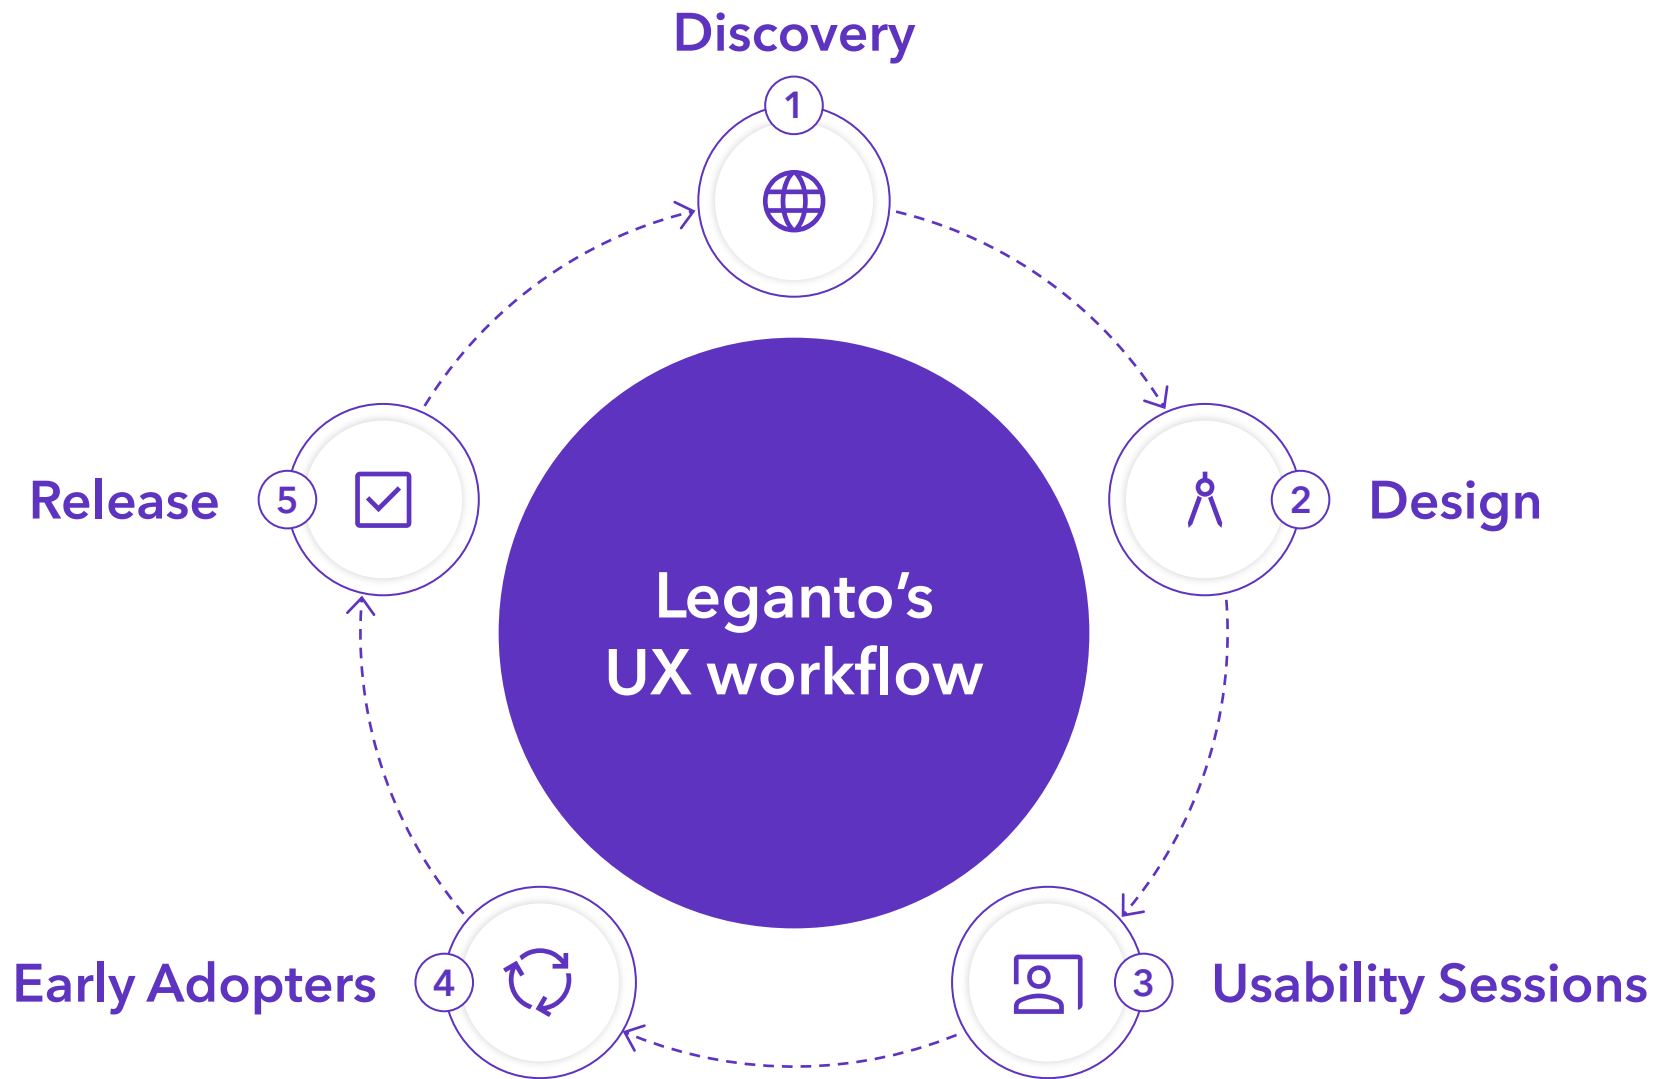 Discovery
1
Release
5
2
Design
Leganto’s
UX workflow
Early Adopters
4
3
Usability Sessions